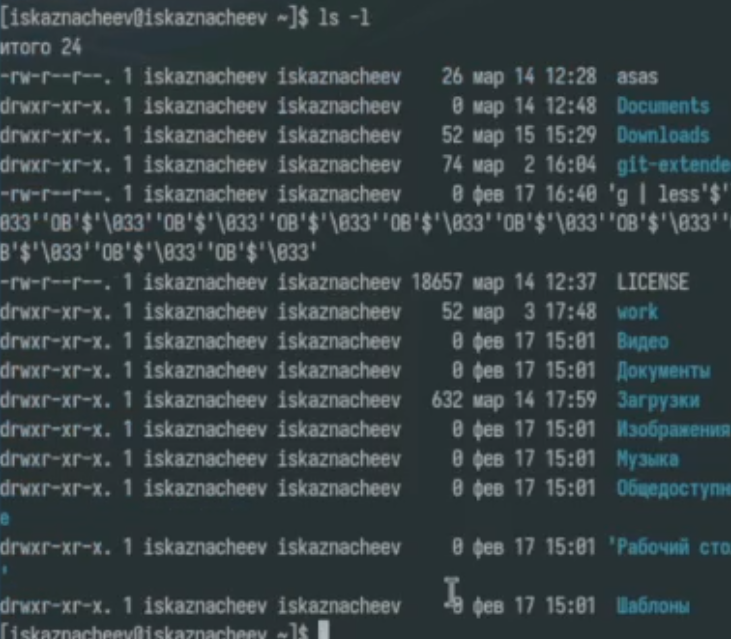 [iskaznacheev@iskaznacheev ~]$ ls -l
итого 24
-rw-r--r--. 1 iskaznacheev iskaznacheev 26 мар 14 12:28 asas
drwxr-xr-x. 1 iskaznacheev iskaznacheev 0 мар 14 12:48 Documents
drwxr-xr-x. 1 iskaznacheev iskaznacheev 52 мар 15 15:29 Downloads
drwxr-xr-x. 1 iskaznacheev iskaznacheev 74 мар 2 16:04 git-extende
-rw-r--r--. 1 iskaznacheev iskaznacheev 0 фев 17 16:40 'g | less'$'
033''OB'$'\033''OB'$'\033''OB'$'\033''OB'$'\033''OB'$'\033''OB'$'\033''
B'$'\033''OB'$'\033''OB'$'\033'
-rw-r--r--. 1 iskaznacheev iskaznacheev 18657 мар 14 12:37 LICENSE
drwxr-xr-x. 1 iskaznacheev iskaznacheev 52 мар 3 17:48 work
drwxr-xr-x. 1 iskaznacheev iskaznacheev 0 фев 17 15:01 Видео
drwxr-xr-x. 1 iskaznacheev iskaznacheev 0 фев 17 15:01 Документы
drwxr-xr-x. 1 iskaznacheev iskaznacheev 632 мар 14 17:59 Загрузки
drwxr-xr-x. 1 iskaznacheev iskaznacheev 0 фев 17 15:01 Изображения
drwxr-xr-x. 1 iskaznacheev iskaznacheev 0 фев 17 15:01 Музыка
drwxr-xr-x. 1 iskaznacheev iskaznacheev 0 фев 17 15:01 Общедоступн
е
drwxr-xr-x. 1 iskaznacheev iskaznacheev 0 фев 17 15:01 'Рабочий сто
'
drwxr-xr-x. 1 iskaznacheev iskaznacheev 0 фев 17 15:01 Шаблоны
[iskaznacheev@iskaznacheev ~]$